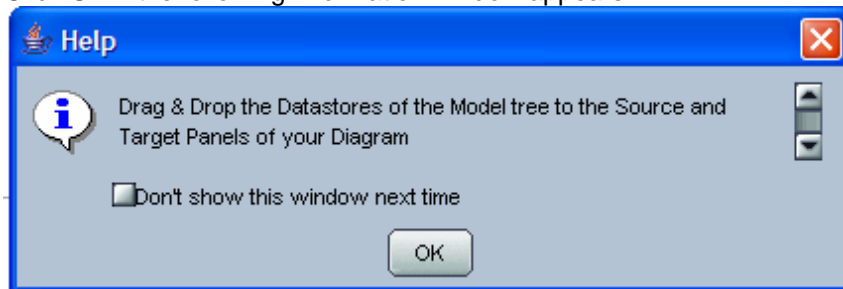 Help
Drag & Drop the Datastores of the Model tree to the Source and
Target Panels of your Diagram
Don't show this window next time
OK